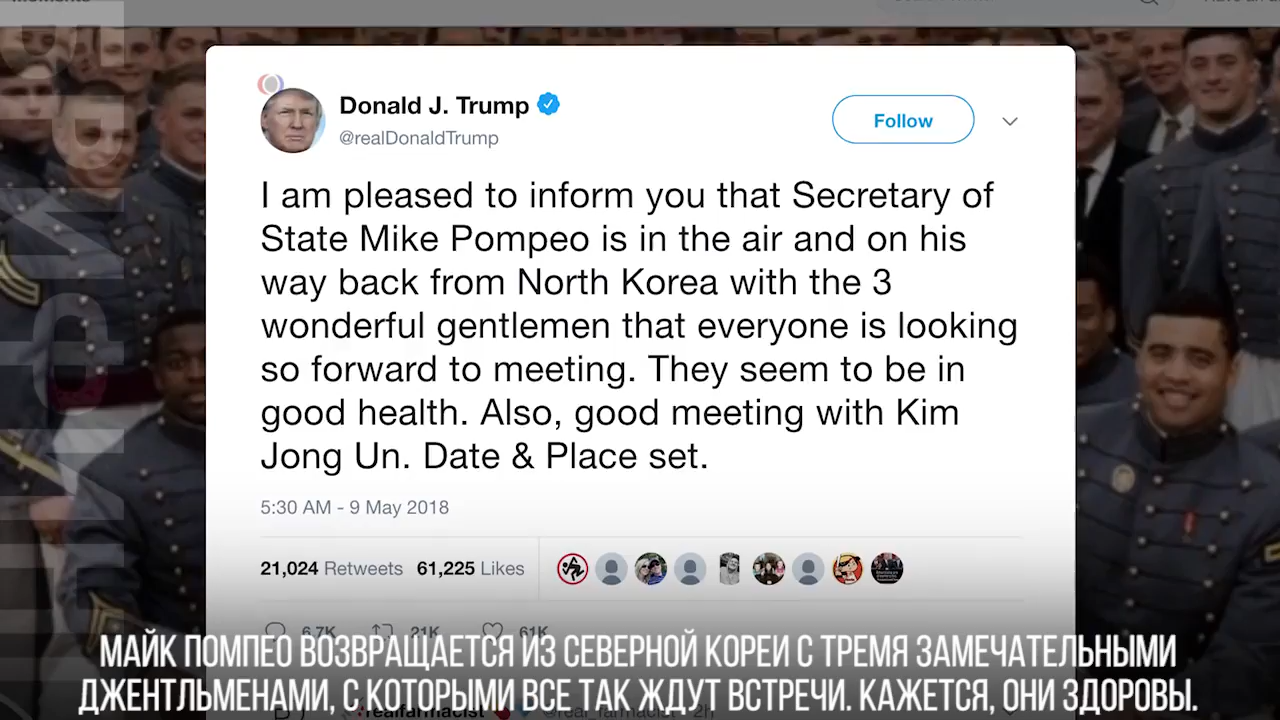 Donald J. Trump
@realDonaldTrump
Follow
I am pleased to inform you that Secretary of
State Mike Pompeo is in the air and on his
way back from North Korea with the 3
wonderful gentlemen that everyone is looking
so forward to meeting. They seem to be in
good health. Also, good meeting with Kim
Jong Un. Date & Place set.
5:30 AM - 9 May 2018
21,024 Retweets 61,225 Likes
6.7K 21K 61K
МАЙК ПОМПЕО ВОЗВРАЩАЕТСЯ ИЗ СЕВЕРНОЙ КОРЕИ С ТРЕМЯ ЗАМЕЧАТЕЛЬНЫМИ
ДЖЕНТЛЬМЕНАМИ, С КОТОРЫМИ ВСЕ ТАК ЖДУТ ВСТРЕЧИ. КАЖЕТСЯ, ОНИ ЗДОРОВЫ.